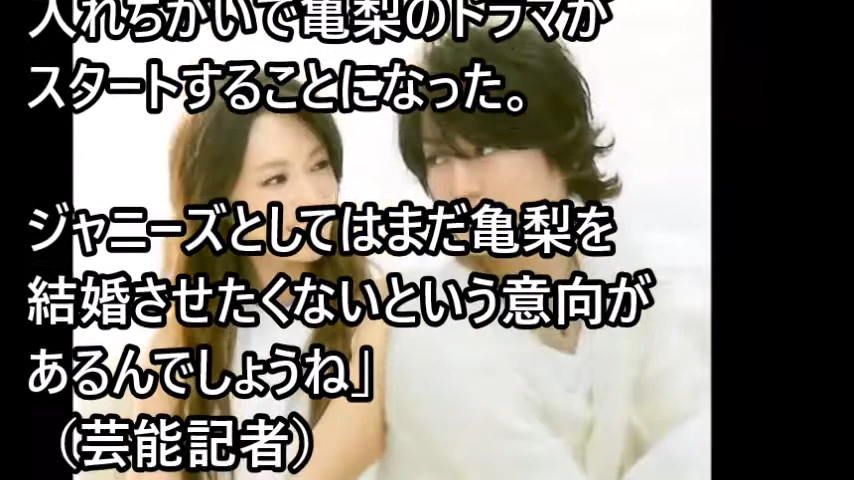 入れちがいで亀梨のドラマが
スタートすることになった。
ジャニーズとしてはまだ亀梨を
結婚させたくないという意向が
あるんでしょうね」
（芸能記者）